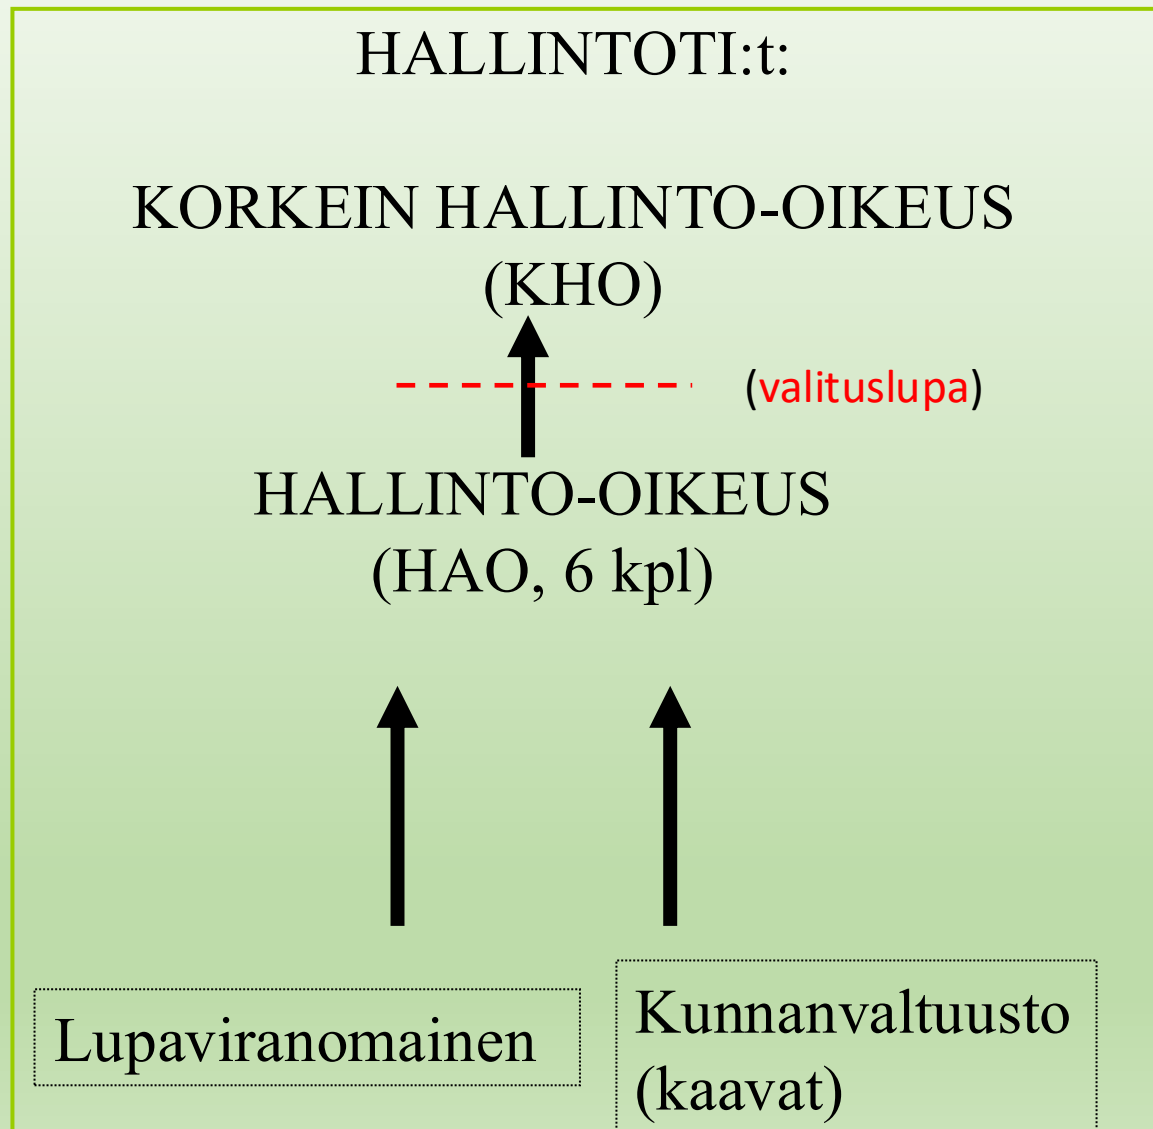 HALLINTOTI:t:
KORKEIN HALLINTO-OIKEUS
(KHO)
(valituslupa)
HALLINTO-OIKEUS
(HAO, 6 kpl)
Lupaviranomainen
Kunnanvaltuusto
(kaavat)